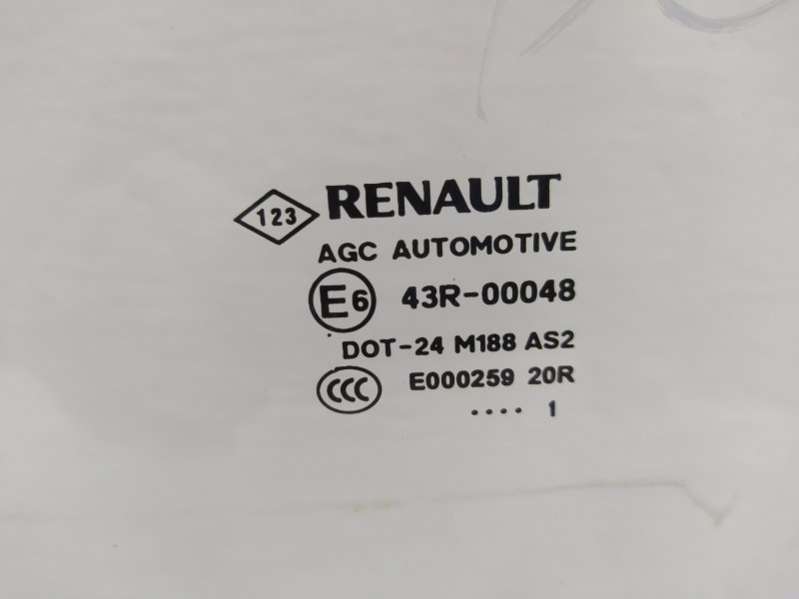 123 RENAULT
AGC AUTOMOTIVE
E6 43R-00048
DOT-24 M188 AS2
CCC E000259 20R
.... 1